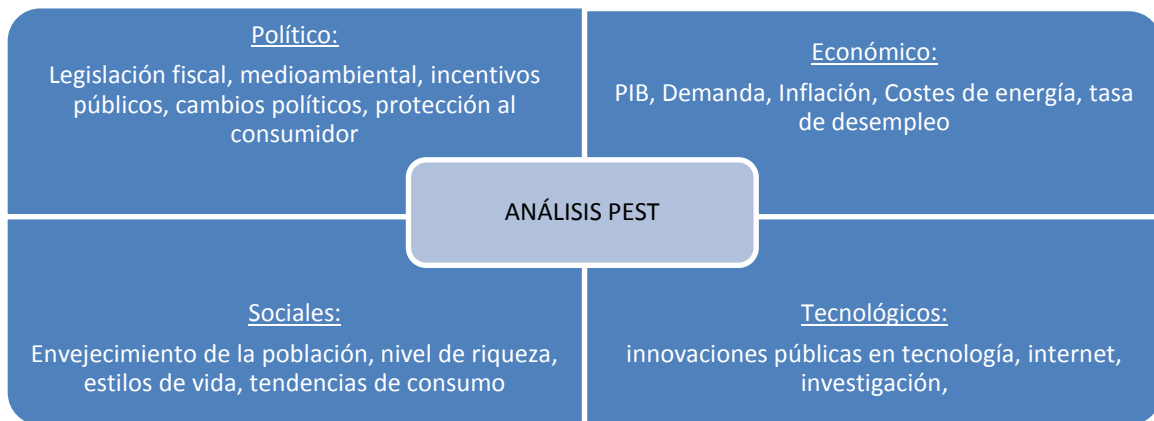 Político:
Legislación fiscal, medioambiental, incentivos
públicos, cambios políticos, protección al
consumidor
Económico:
PIB, Demanda, Inflación, Costes de energía, tasa
de desempleo
ANÁLISIS PEST
Sociales:
Envejecimiento de la población, nivel de riqueza,
estilos de vida, tendencias de consumo
Tecnológicos:
innovaciones públicas en tecnología, internet,
investigación,